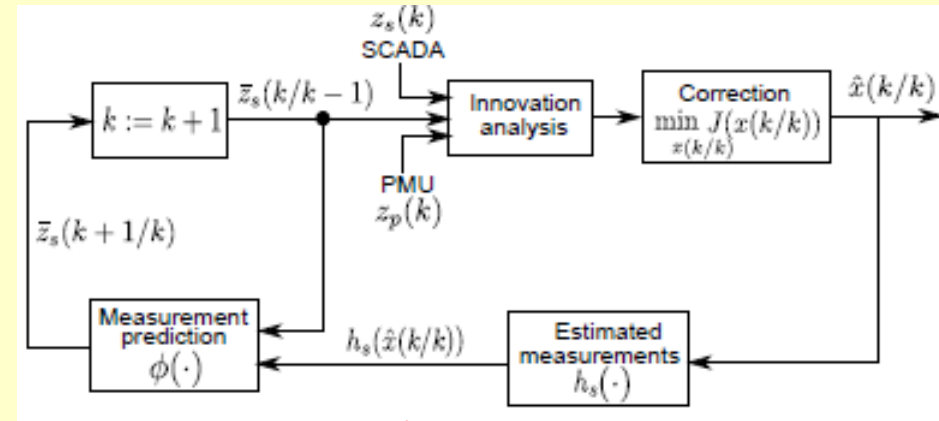 z_s(k)
SCADA
k := k + 1
z̅_s(k/k − 1)
Innovation
analysis
Correction
min J(x(k/k))
x(k/k)
x̂(k/k)
PMU
z_p(k)
z̅_s(k + 1/k)
Measurement
prediction
ϕ(·)
h_s(x̂(k/k))
Estimated
measurements
h_s(·)